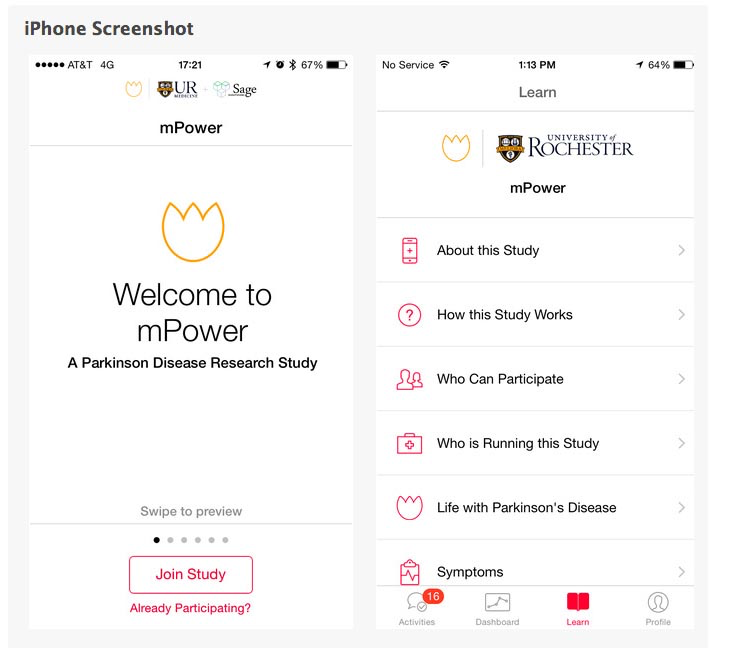 iPhone Screenshot
AT&T 4G 17:21 67%
UR Sage
MEDICINE
mPower
Welcome to
mPower
A Parkinson Disease Research Study
Swipe to preview
Join Study
Already Participating?
No Service 1:13 PM 64%
Learn
UNIVERSITY of
ROCHESTER
mPower
About this Study
How this Study Works
Who Can Participate
Who is Running this Study
Life with Parkinson's Disease
Symptoms
16
Activities Dashboard Learn Profile